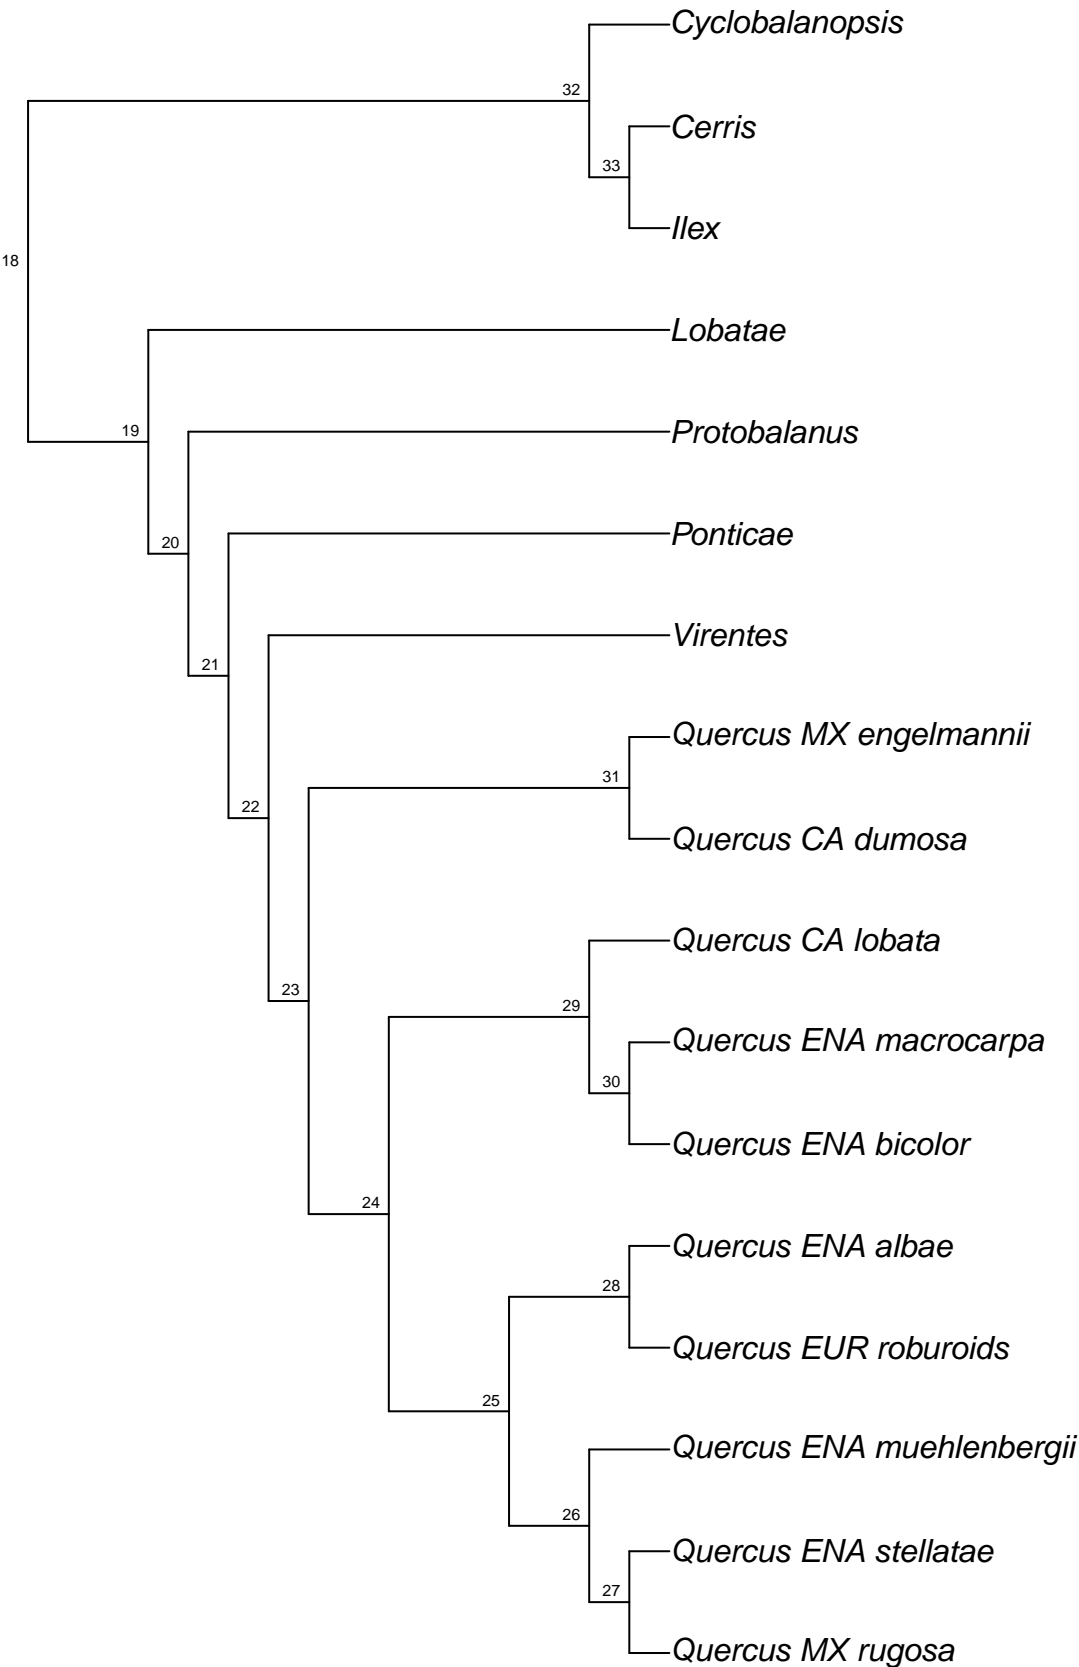 Cyclobalanopsis
32
Cerris
33
Ilex
18
Lobatae
19
Protobalanus
20
Ponticae
Virentes
21
Quercus MX engelmannii
31
22
Quercus CA dumosa
Quercus CA lobata
23
29
Quercus ENA macrocarpa
30
Quercus ENA bicolor
24
Quercus ENA albae
28
Quercus EUR roburoids
25
Quercus ENA muehlenbergii
26
Quercus ENA stellatae
27
Quercus MX rugosa